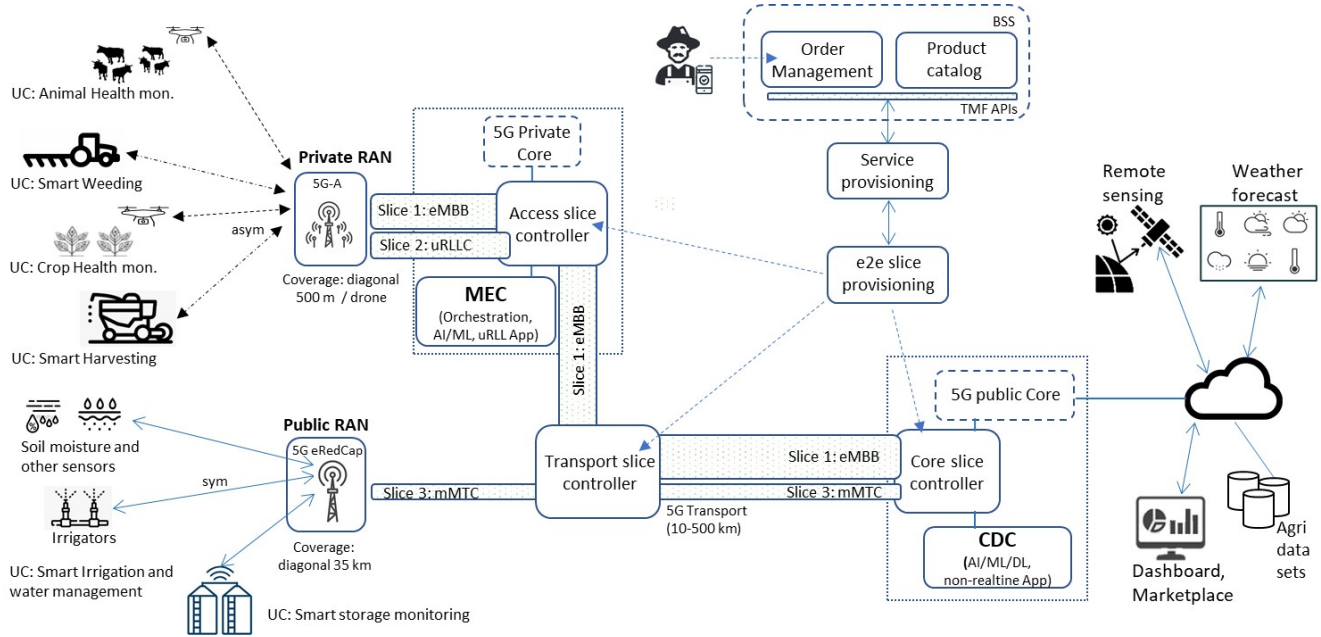 UC: Animal Health mon.
UC: Smart Weeding
asym
UC: Crop Health mon.
UC: Smart Harvesting
Private RAN
5G-A
Coverage: diagonal
500 m / drone
5G Private
Core
Slice 1: eMBB
Slice 2: uRLLC
Access slice
controller
MEC
(Orchestration,
AI/ML, uRLL App)
Slice 1: eMBB
BSS
Order
Management
Product
catalog
TMF APIs
Service
provisioning
e2e slice
provisioning
Remote
sensing
Weather
forecast
Soil moisture and
other sensors
sym
Irrigators
UC: Smart Irrigation and
water management
UC: Smart storage monitoring
Public RAN
5G eRedCap
Coverage:
diagonal 35 km
Slice 3: mMTC
Transport slice
controller
Slice 1: eMBB
Slice 3: mMTC
5G Transport
(10-500 km)
5G public Core
Core slice
controller
CDC
(AI/ML/DL,
non-realtine App)
Dashboard,
Marketplace
Agri
data
sets